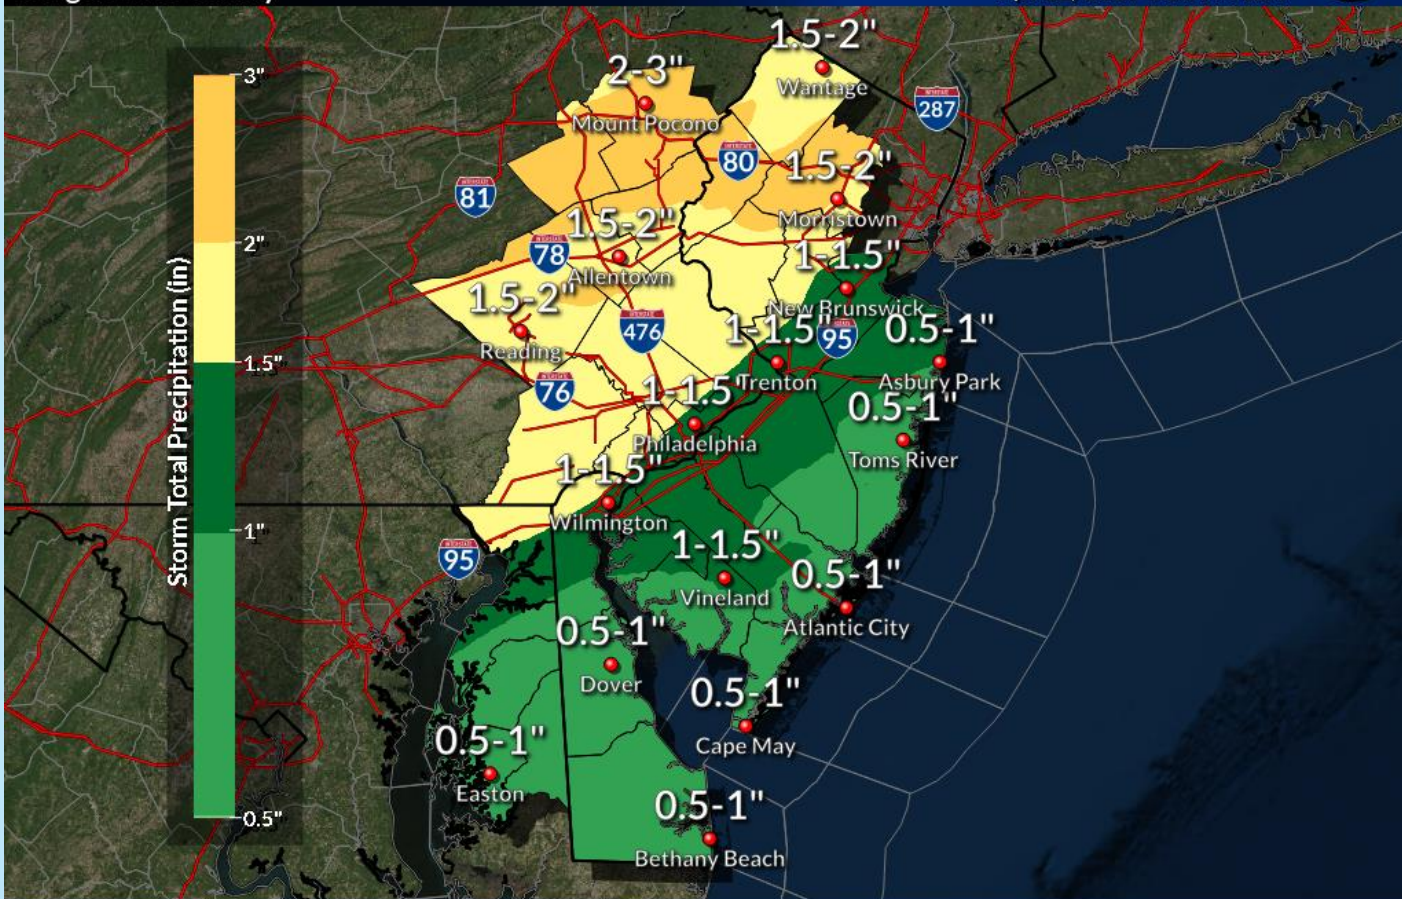 1.5-2"
Wantage
2-3"
Mount Pocono
3"
287
80
1.5-2"
Morristown
81
1.5-2"
Allentown
78
2"
1-1.5"
New Brunswick
1.5-2"
Reading
476
1-1.5"
Trenton
95
0.5-1"
Asbury Park
1.5"
76
1-1.5"
Philadelphia
0.5-1"
Toms River
1-1.5"
Wilmington
1"
95
1-1.5"
Vineland
0.5-1"
Atlantic City
0.5-1"
Dover
0.5-1"
Cape May
0.5-1"
Easton
0.5-1"
Bethany Beach
0.5"
Storm Total Precipitation (in)